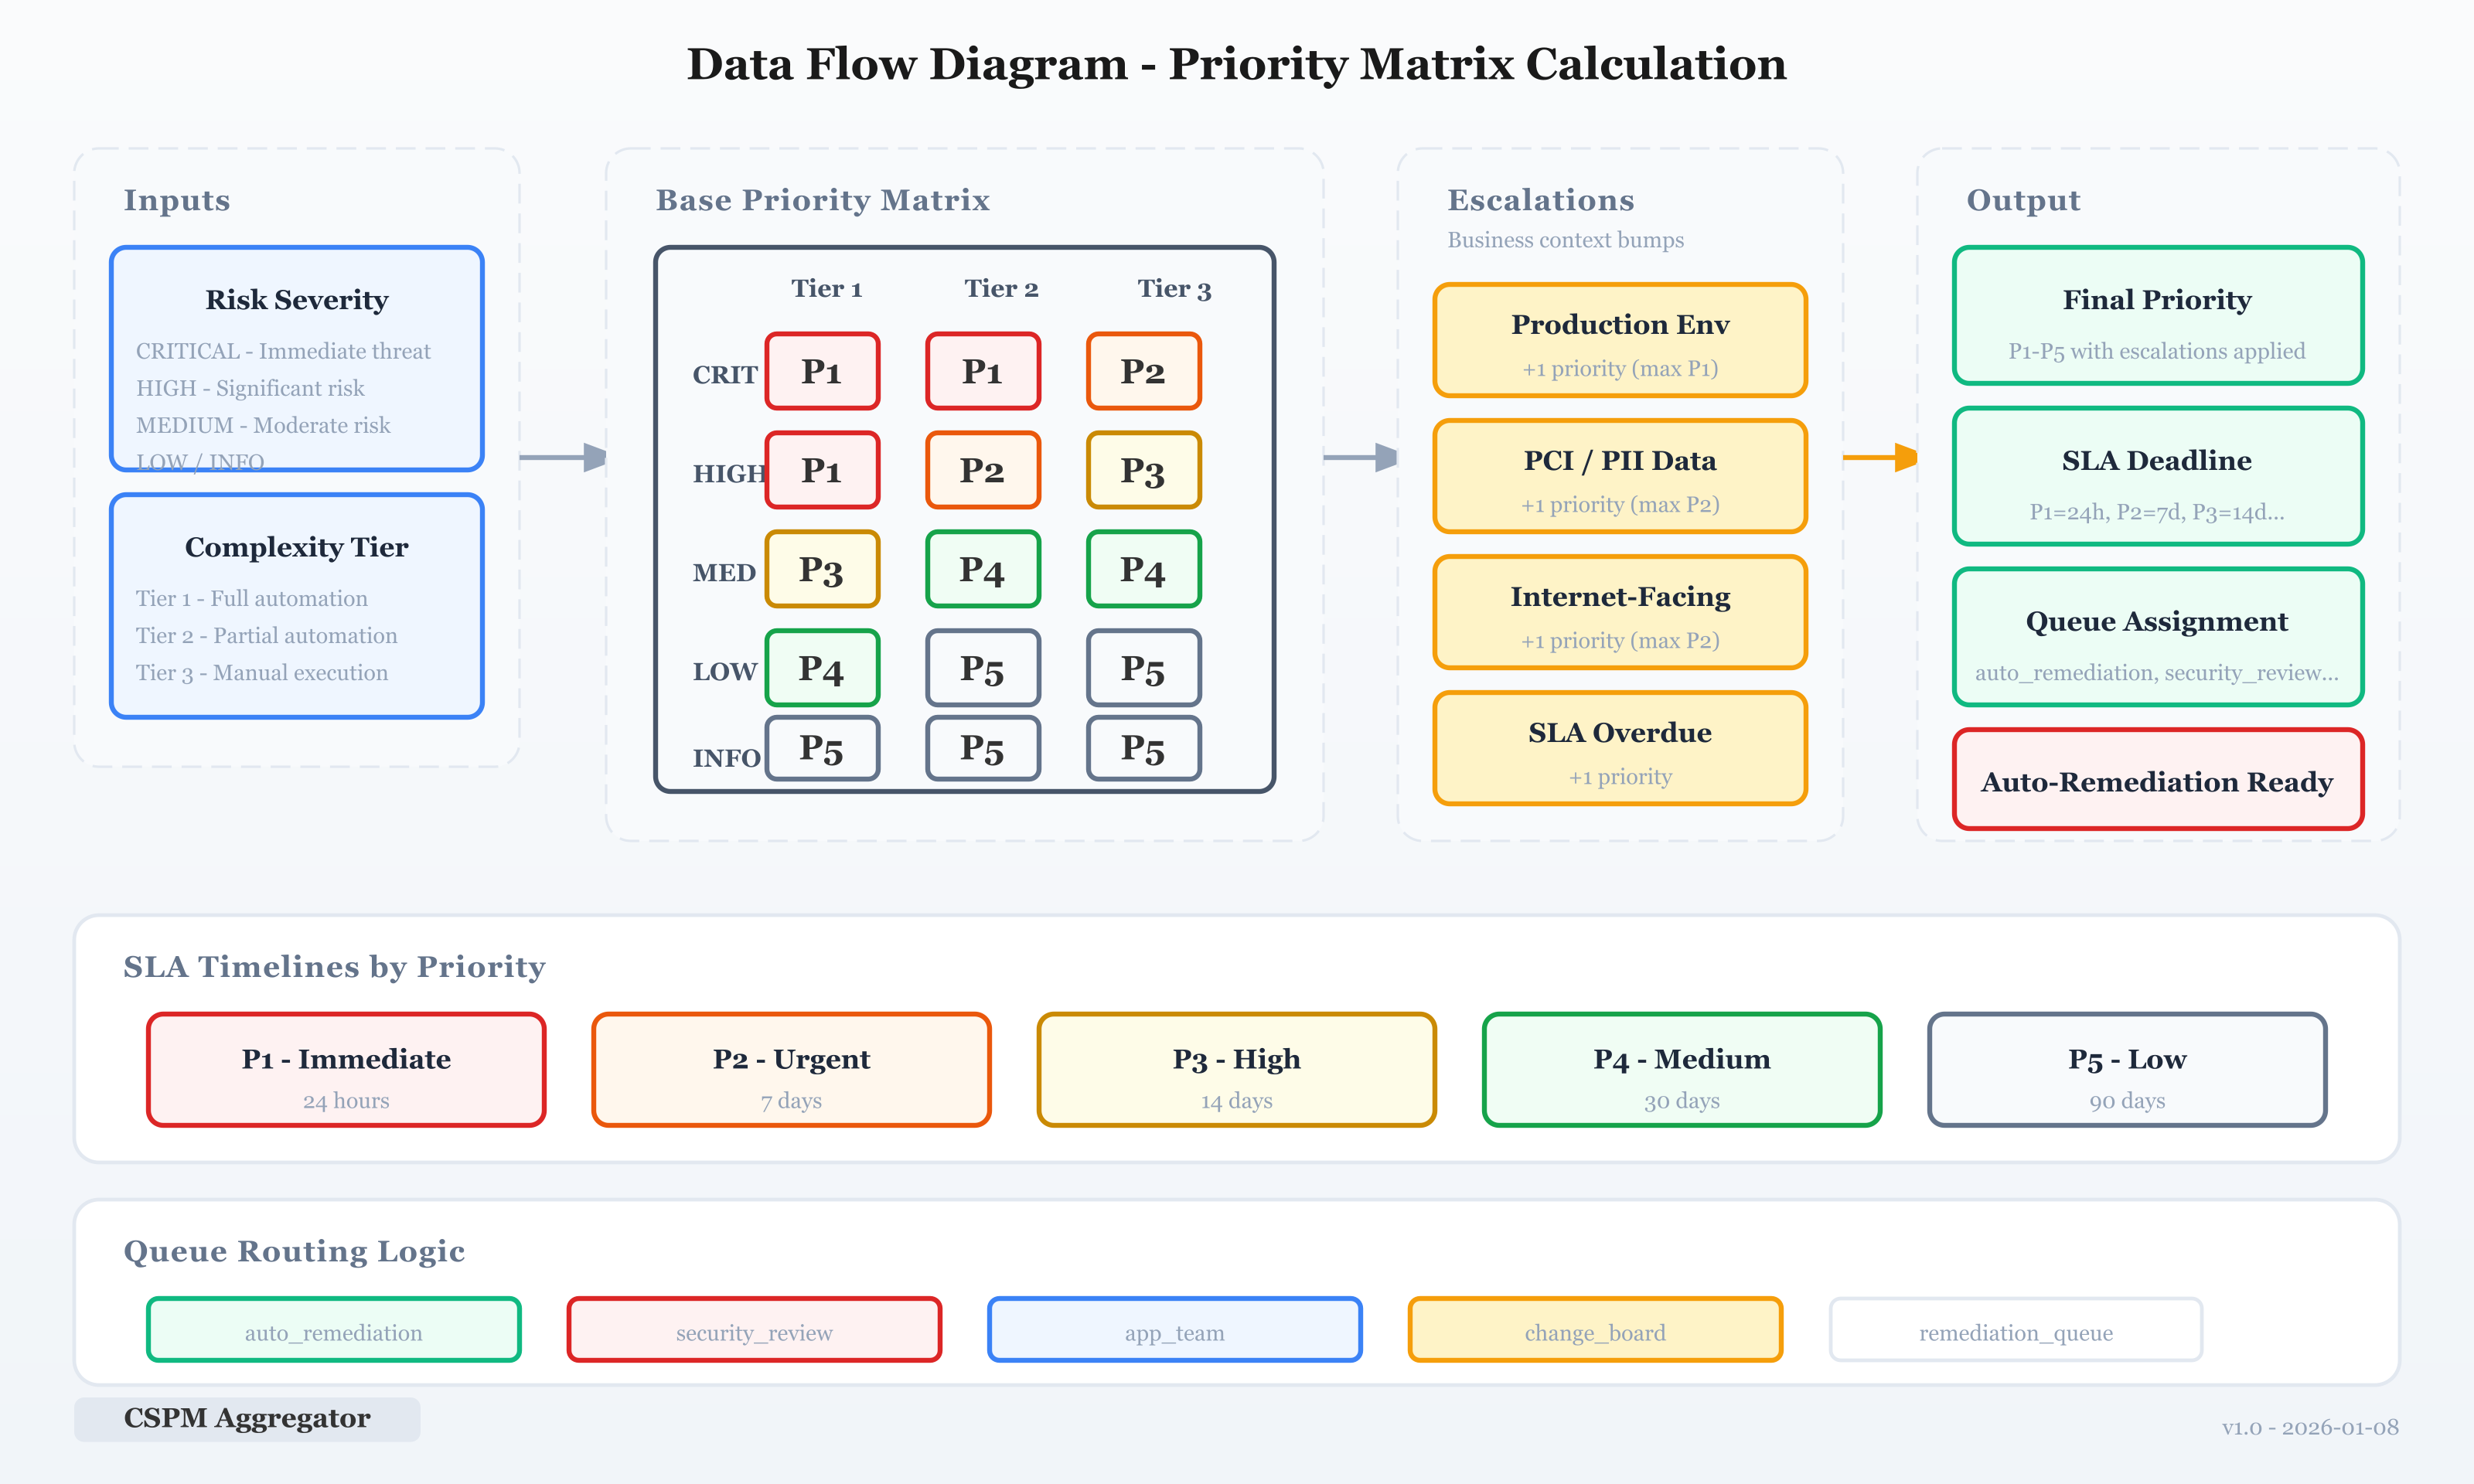 Data Flow Diagram - Priority Matrix Calculation
Inputs
Risk Severity
CRITICAL - Immediate threat
HIGH - Significant risk
MEDIUM - Moderate risk
LOW / INFO
Complexity Tier
Tier 1 - Full automation
Tier 2 - Partial automation
Tier 3 - Manual execution
Base Priority Matrix
Tier 1 Tier 2 Tier 3
CRIT P1 P1 P2
HIGH P1 P2 P3
MED P3 P4 P4
LOW P4 P5 P5
INFO P5 P5 P5
Escalations
Business context bumps
Production Env
+1 priority (max P1)
PCI / PII Data
+1 priority (max P2)
Internet-Facing
+1 priority (max P2)
SLA Overdue
+1 priority
Output
Final Priority
P1-P5 with escalations applied
SLA Deadline
P1=24h, P2=7d, P3=14d...
Queue Assignment
auto_remediation, security_review...
Auto-Remediation Ready
SLA Timelines by Priority
P1 - Immediate
24 hours
P2 - Urgent
7 days
P3 - High
14 days
P4 - Medium
30 days
P5 - Low
90 days
Queue Routing Logic
auto_remediation
security_review
app_team
change_board
remediation_queue
CSPM Aggregator
v1.0 - 2026-01-08